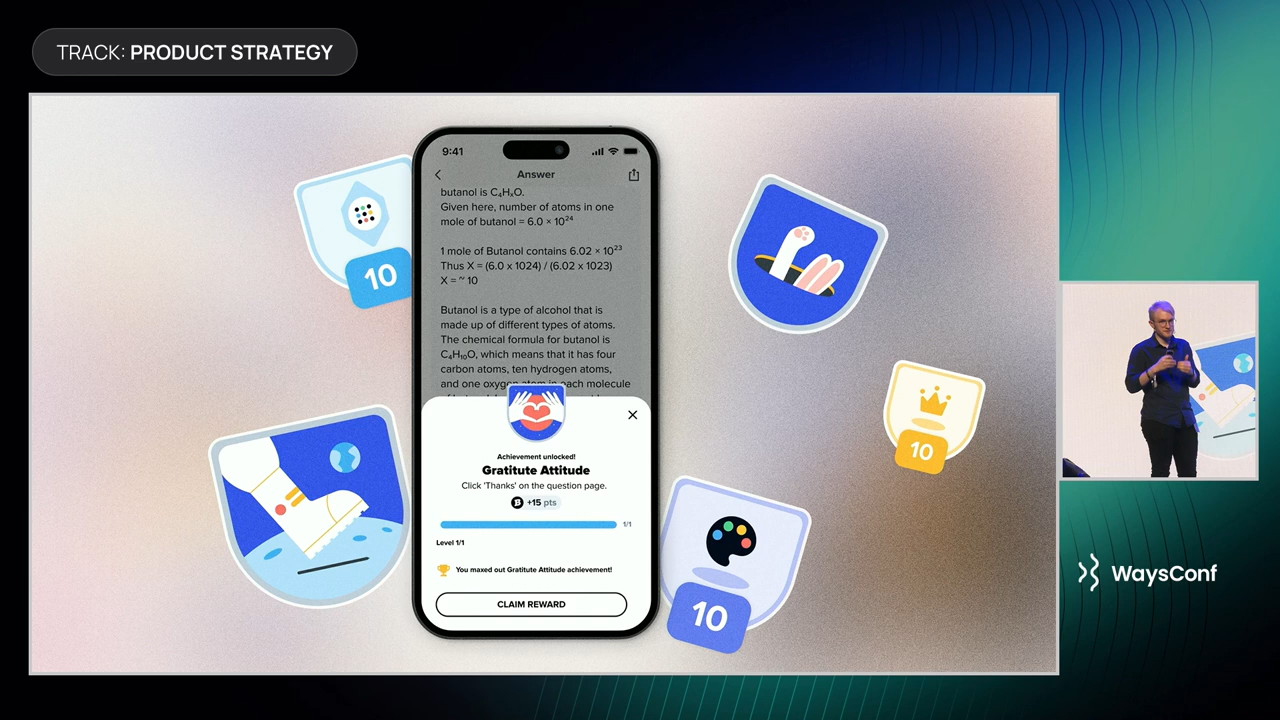 TRACK: PRODUCT STRATEGY
9:41
Answer
butanol is C₄HₓO.
Given here, number of atoms in one
mole of butanol = 6.0 × 10²⁴
1 mole of Butanol contains 6.02 × 10²³
Thus X = (6.0 x 1024) / (6.02 x 1023)
X = ~ 10
Butanol is a type of alcohol that is
made up of different types of atoms.
The chemical formula for butanol is
C₄H₁₀O, which means that it has four
carbon atoms, ten hydrogen atoms,
and one oxygen atom in each molecule
Achievement unlocked!
Gratitute Attitude
Click 'Thanks' on the question page.
+15 pts
1/1
Level 1/1
You maxed out Gratitute Attitude achievement!
CLAIM REWARD
10
10
10
WaysConf